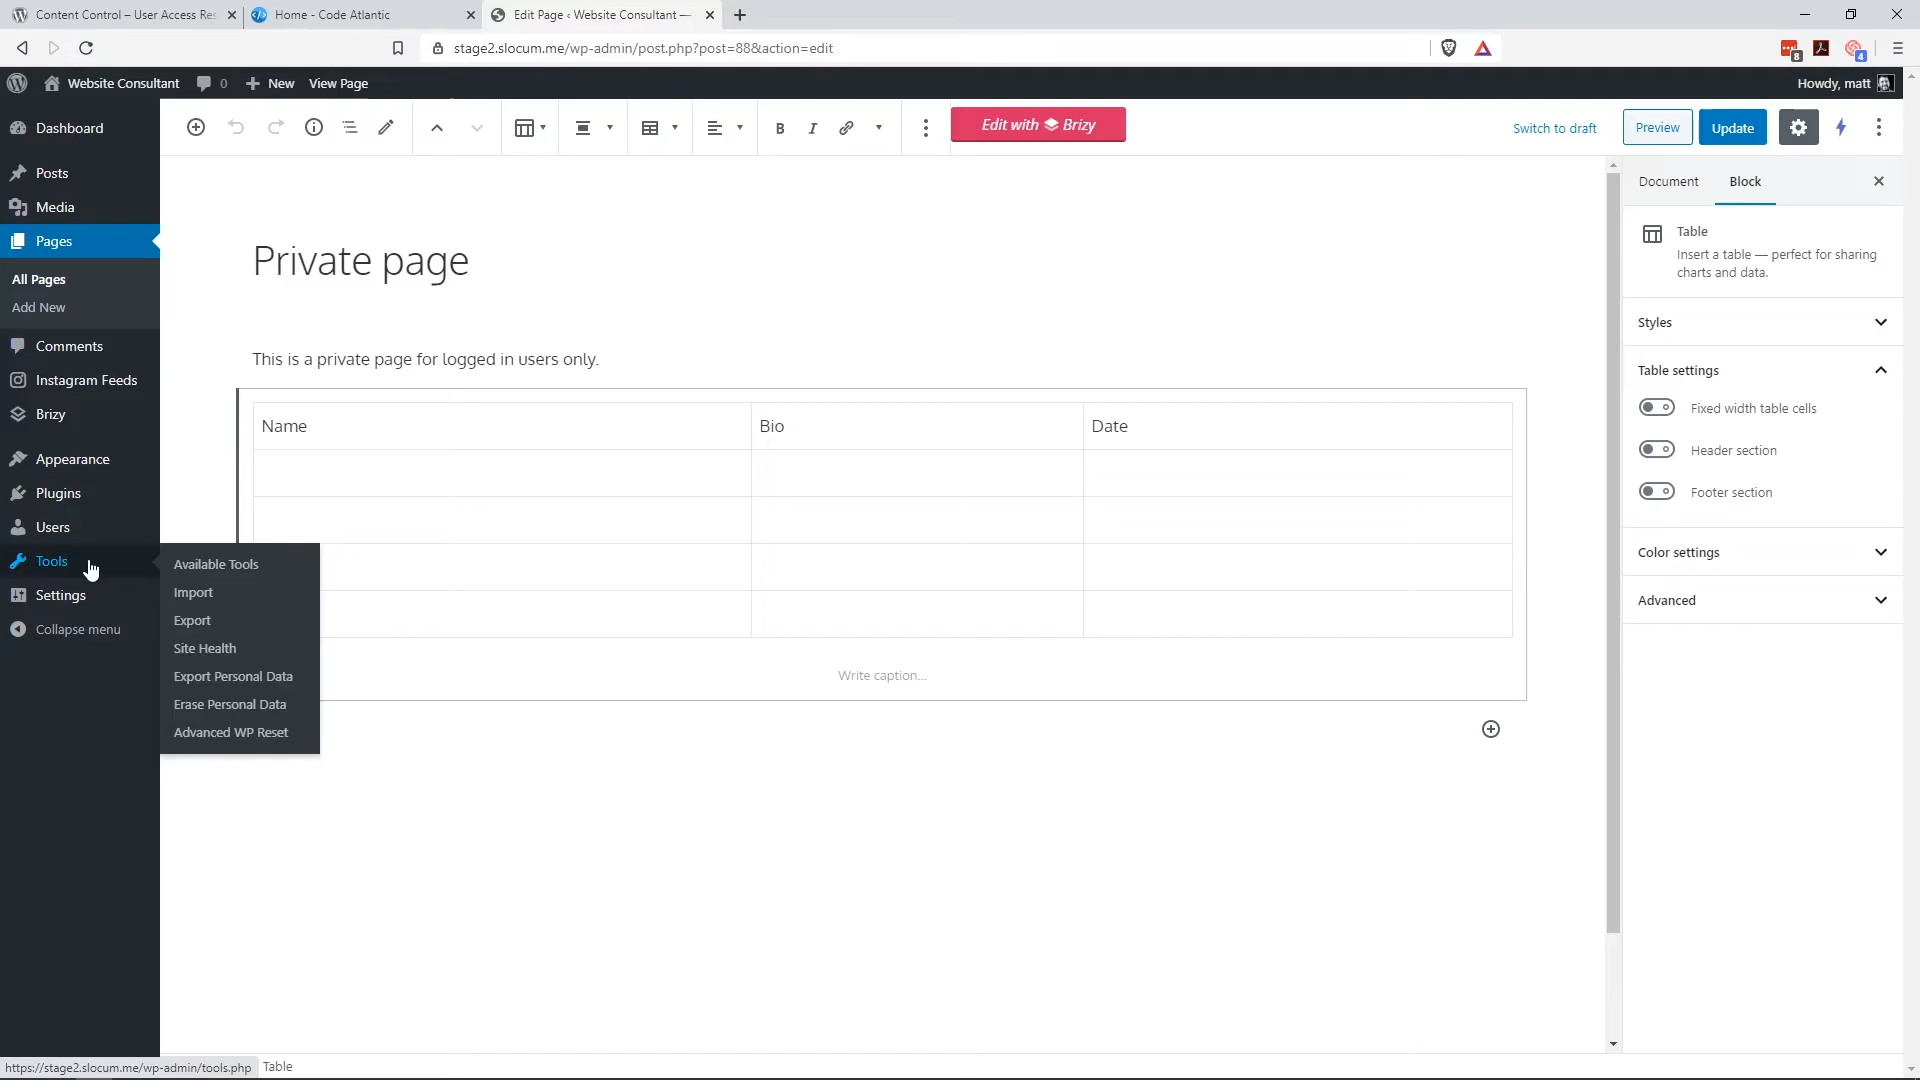 Content Control – User Access Res
Home - Code Atlantic
Edit Page ‹ Website Consultant —
stage2.slocum.me/wp-admin/post.php?post=88&action=edit
8
4
Website Consultant
0
New
View Page
Howdy, matt
Dashboard
Posts
Media
Pages
All Pages
Add New
Comments
Instagram Feeds
Brizy
Appearance
Plugins
Users
Tools
Settings
Collapse menu
Available Tools
Import
Export
Site Health
Export Personal Data
Erase Personal Data
Advanced WP Reset
B
I
Edit with Brizy
Switch to draft
Preview
Update
Private page
This is a private page for logged in users only.
Name
Bio
Date
Write caption...
Document
Block
Table
Insert a table — perfect for sharing
charts and data.
Styles
Table settings
Fixed width table cells
Header section
Footer section
Color settings
Advanced
https://stage2.slocum.me/wp-admin/tools.php
Table